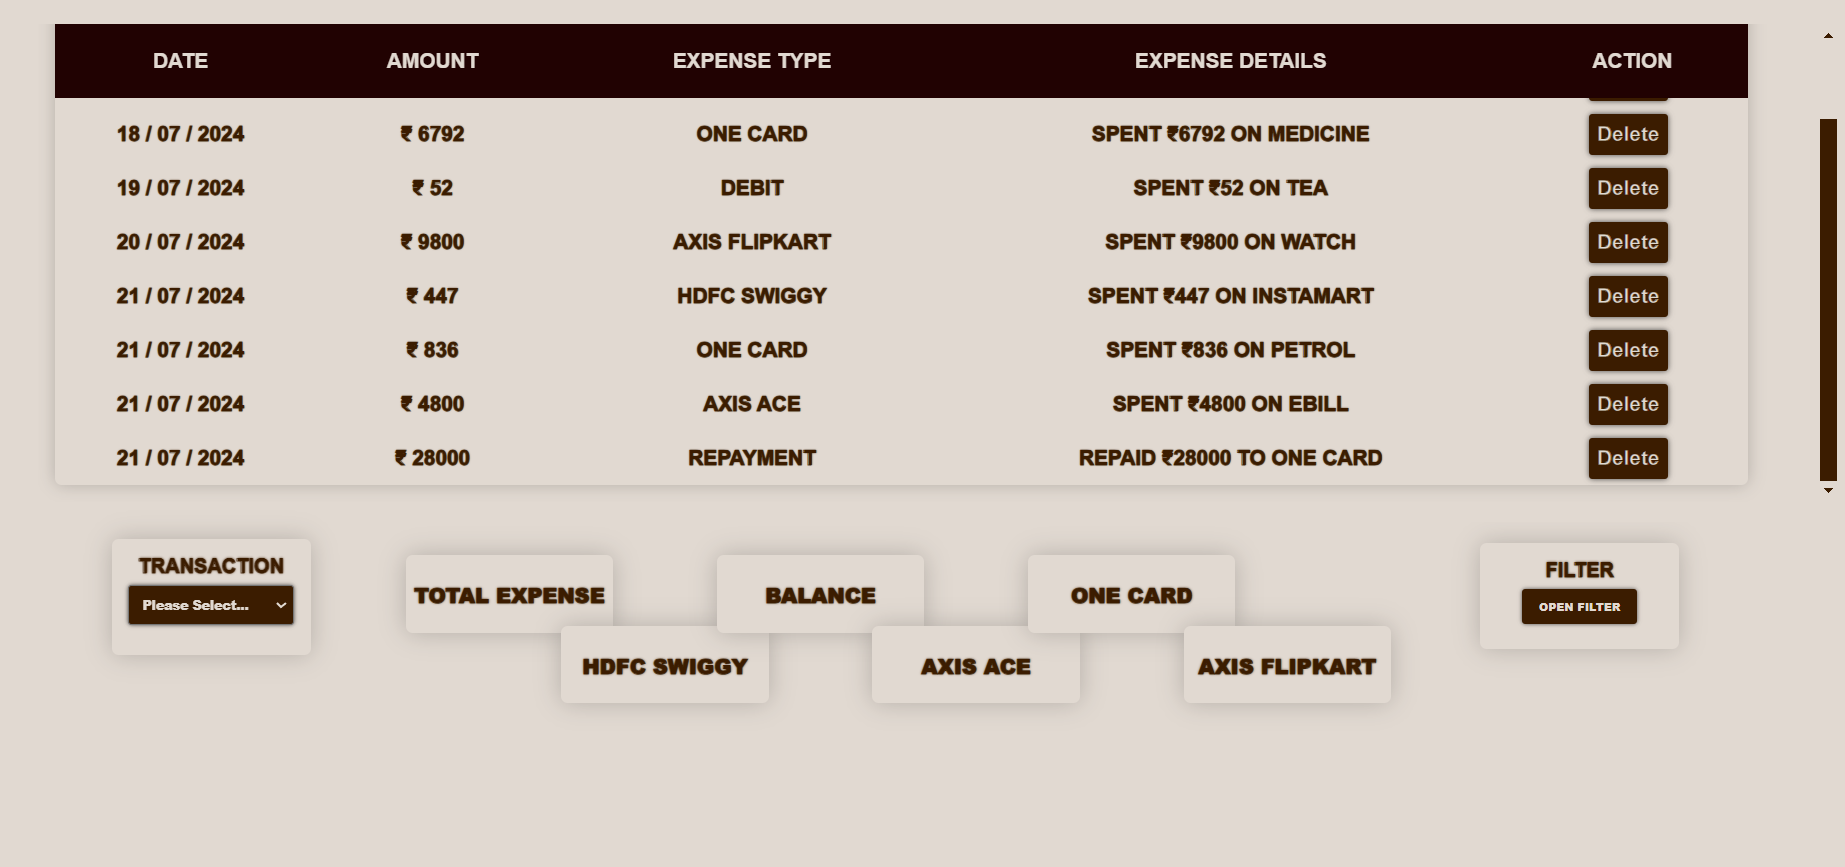 DATE AMOUNT EXPENSE TYPE EXPENSE DETAILS ACTION
18 / 07 / 2024 ₹ 6792 ONE CARD SPENT ₹6792 ON MEDICINE Delete
19 / 07 / 2024 ₹ 52 DEBIT SPENT ₹52 ON TEA Delete
20 / 07 / 2024 ₹ 9800 AXIS FLIPKART SPENT ₹9800 ON WATCH Delete
21 / 07 / 2024 ₹ 447 HDFC SWIGGY SPENT ₹447 ON INSTAMART Delete
21 / 07 / 2024 ₹ 836 ONE CARD SPENT ₹836 ON PETROL Delete
21 / 07 / 2024 ₹ 4800 AXIS ACE SPENT ₹4800 ON EBILL Delete
21 / 07 / 2024 ₹ 28000 REPAYMENT REPAID ₹28000 TO ONE CARD Delete
TRANSACTION
Please Select...
TOTAL EXPENSE BALANCE ONE CARD
HDFC SWIGGY AXIS ACE AXIS FLIPKART
FILTER
OPEN FILTER